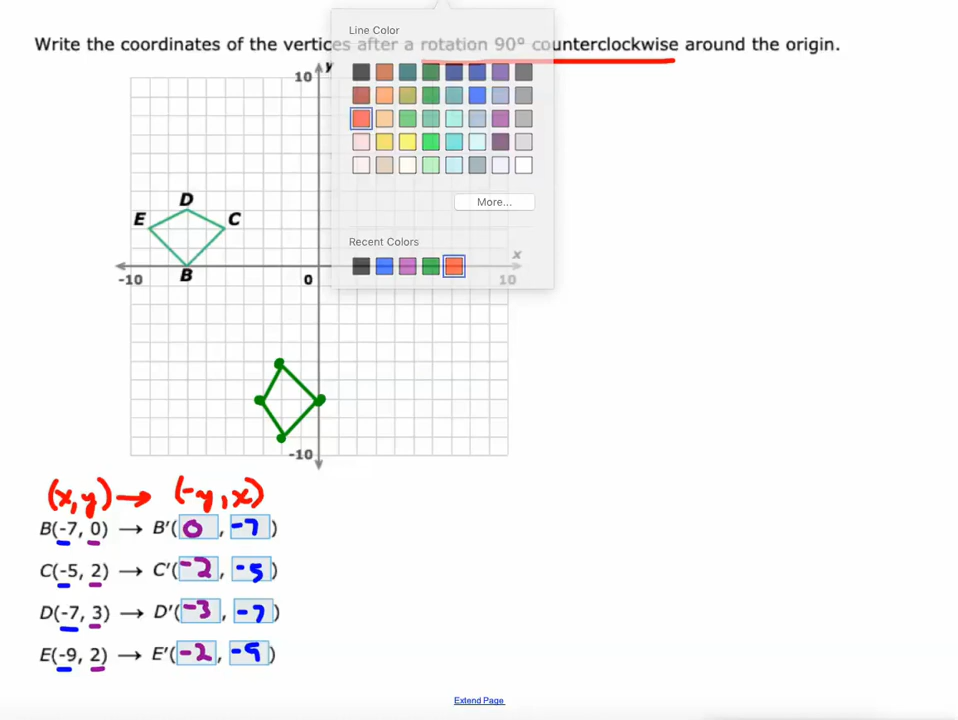 Line Color
Write the coordinates of the vertices after a rotation 90° counterclockwise around the origin.
y
10
D
E
C
More...
Recent Colors
x
-10
B
0
10
-10
(x,y) → (-y,x)
B(-7, 0) → B′(0, -7)
C(-5, 2) → C′(-2, -5)
D(-7, 3) → D′(-3, -7)
E(-9, 2) → E′(-2, -9)
Extend Page